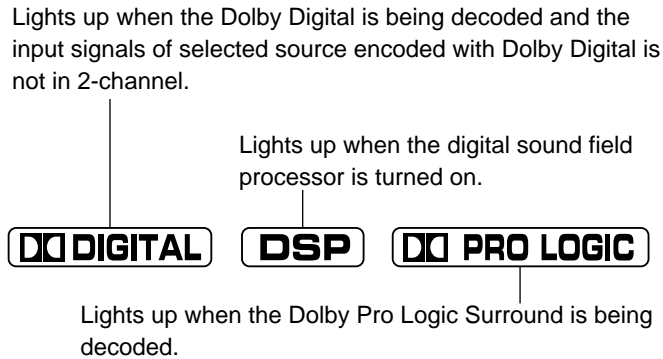 Lights up when the Dolby Digital is being decoded and the
input signals of selected source encoded with Dolby Digital is
not in 2-channel.
Lights up when the digital sound field
processor is turned on.
DIGITAL DSP PRO LOGIC
Lights up when the Dolby Pro Logic Surround is being
decoded.